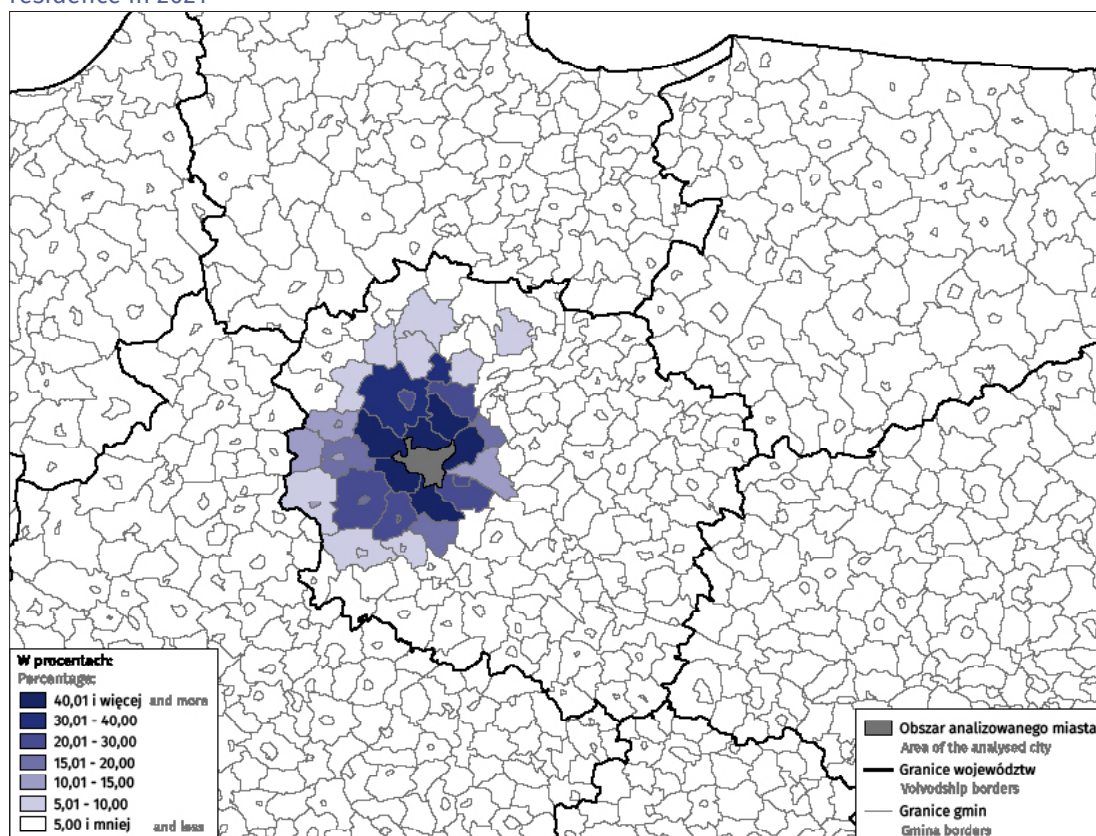 residence in 2021
W procentach:
Percentage:
40,01 i więcej and more
30,01 - 40,00
20,01 - 30,00
15,01 - 20,00
10,01 - 15,00
5,01 - 10,00
5,00 i mniej and less
Obszar analizowanego miasta
Area of the analysed city
Granice województw
Voivodship borders
Granice gmin
Gmina borders